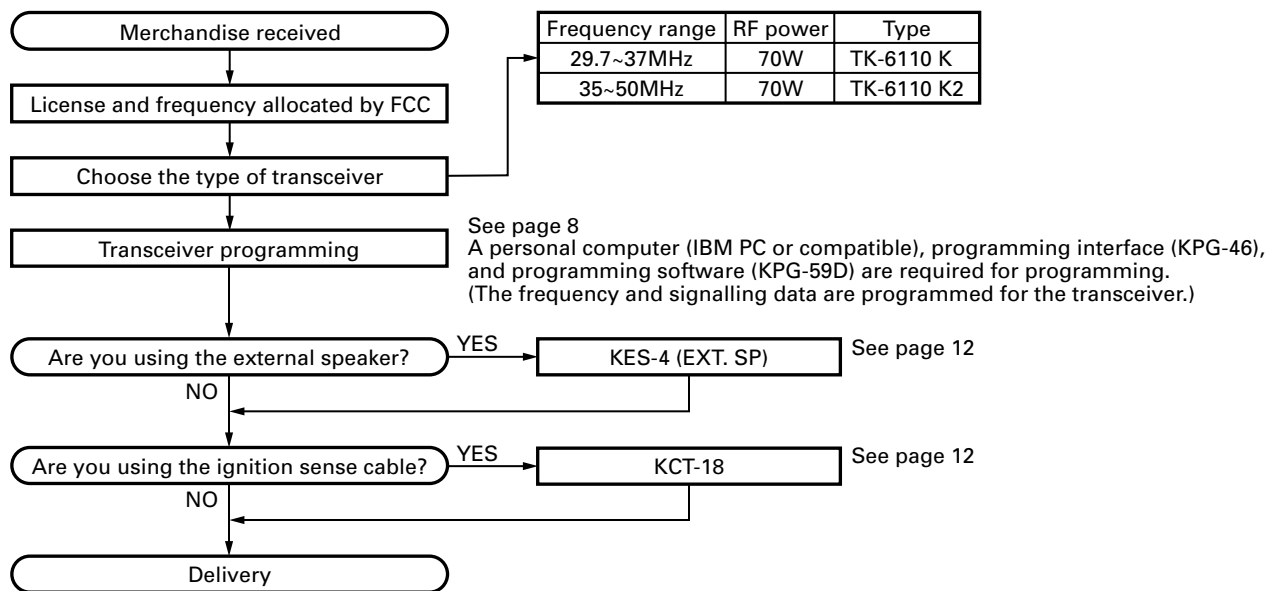 Merchandise received
Frequency range RF power Type
29.7~37MHz 70W TK-6110 K
35~50MHz 70W TK-6110 K2
License and frequency allocated by FCC
Choose the type of transceiver
Transceiver programming
See page 8
A personal computer (IBM PC or compatible), programming interface (KPG-46),
and programming software (KPG-59D) are required for programming.
(The frequency and signalling data are programmed for the transceiver.)
Are you using the external speaker?
YES
KES-4 (EXT. SP)
See page 12
NO
Are you using the ignition sense cable?
YES
KCT-18
See page 12
NO
Delivery